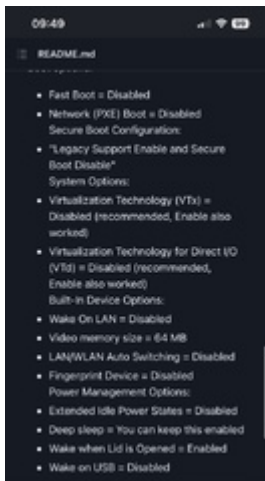 09:49
README.md
Fast Boot = Disabled
Network (PXE) Boot = Disabled
Secure Boot Configuration:
"Legacy Support Enable and Secure
Boot Disable"
System Options:
Virtualization Technology (VTx) =
Disabled (recommended, Enable also
worked)
Virtualization Technology for Direct I/O
(VTd) = Disabled (recommended,
Enable also worked)
Built-In Device Options:
Wake On LAN = Disabled
Video memory size = 64 MB
LAN/WLAN Auto Switching = Disabled
Fingerprint Device = Disabled
Power Management Options:
Extended Idle Power States = Disabled
Deep sleep = You can keep this enabled
Wake when Lid is Opened = Enabled
Wake on USB = Disabled